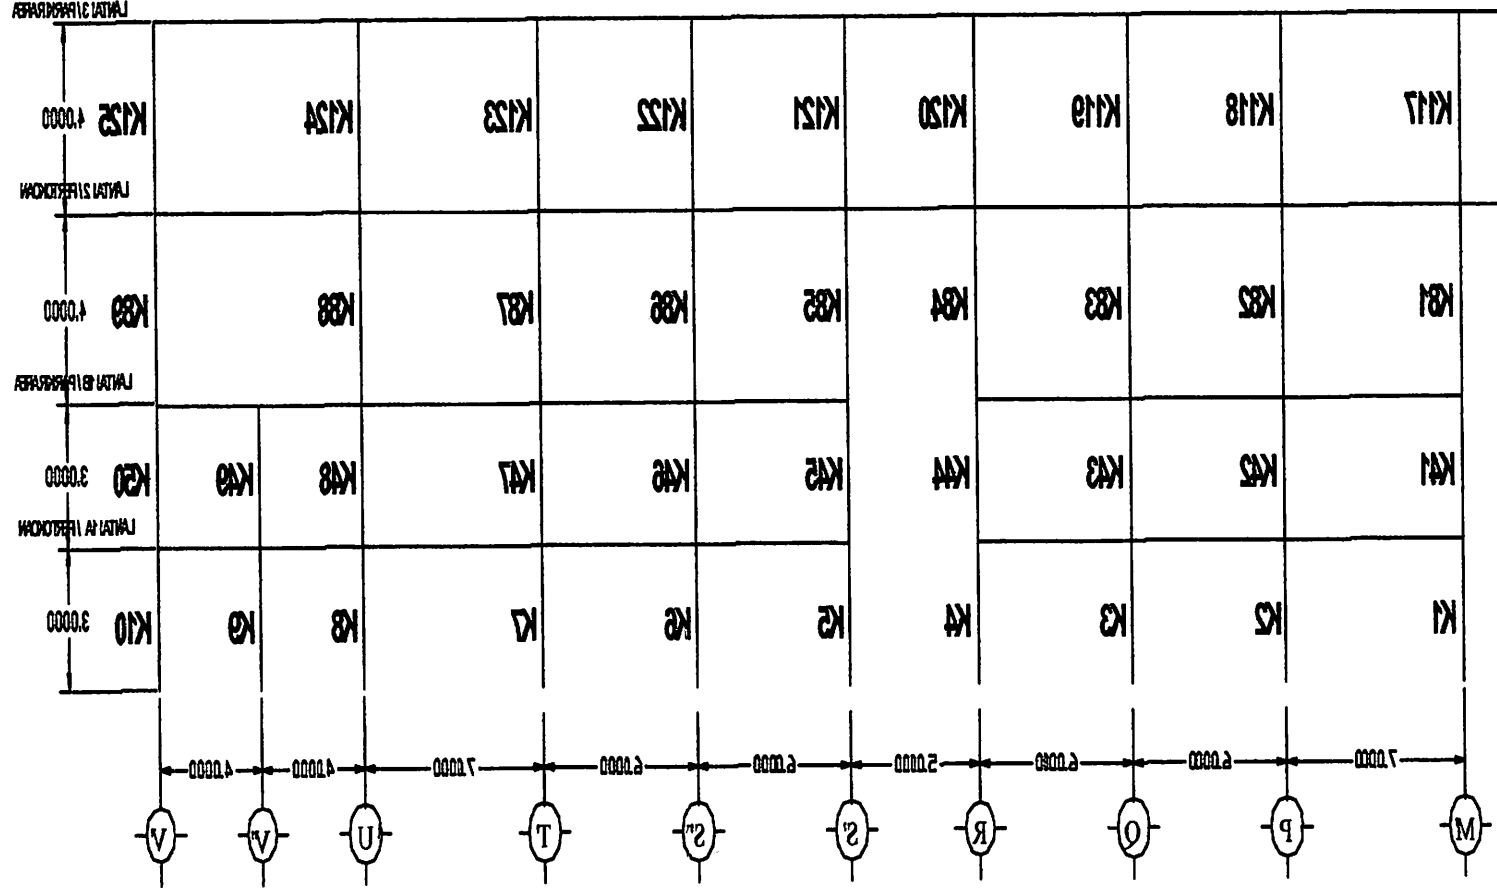 LANTAI 3 / PARKIR AREA
4.0000 K125 K124 K123 K122 K121 K120 K119 K118 K117
LANTAI 2 / PERTOKOAN
4.0000 K89 K88 K87 K86 K85 K84 K83 K82 K81
LANTAI 1B / PARKIR AREA
3.0000 K50 K49 K48 K47 K46 K45 K44 K43 K42 K41
LANTAI 1A / PERTOKOAN
3.0000 K10 K9 K8 K7 K6 K5 K4 K3 K2 K1
4.0000 4.0000 7.0000 6.0000 6.0000 5.0000 6.0000 6.0000 7.0000
V' U T S" S' R Q P M